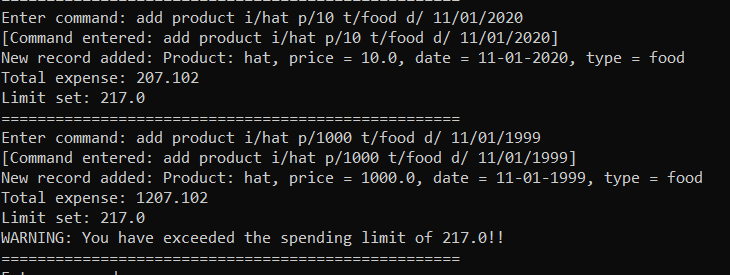 ==================================================
Enter command: add product i/hat p/10 t/food d/ 11/01/2020
[Command entered: add product i/hat p/10 t/food d/ 11/01/2020]
New record added: Product: hat, price = 10.0, date = 11-01-2020, type = food
Total expense: 207.102
Limit set: 217.0
==================================================
Enter command: add product i/hat p/1000 t/food d/ 11/01/1999
[Command entered: add product i/hat p/1000 t/food d/ 11/01/1999]
New record added: Product: hat, price = 1000.0, date = 11-01-1999, type = food
Total expense: 1207.102
Limit set: 217.0
WARNING: You have exceeded the spending limit of 217.0!!
==================================================